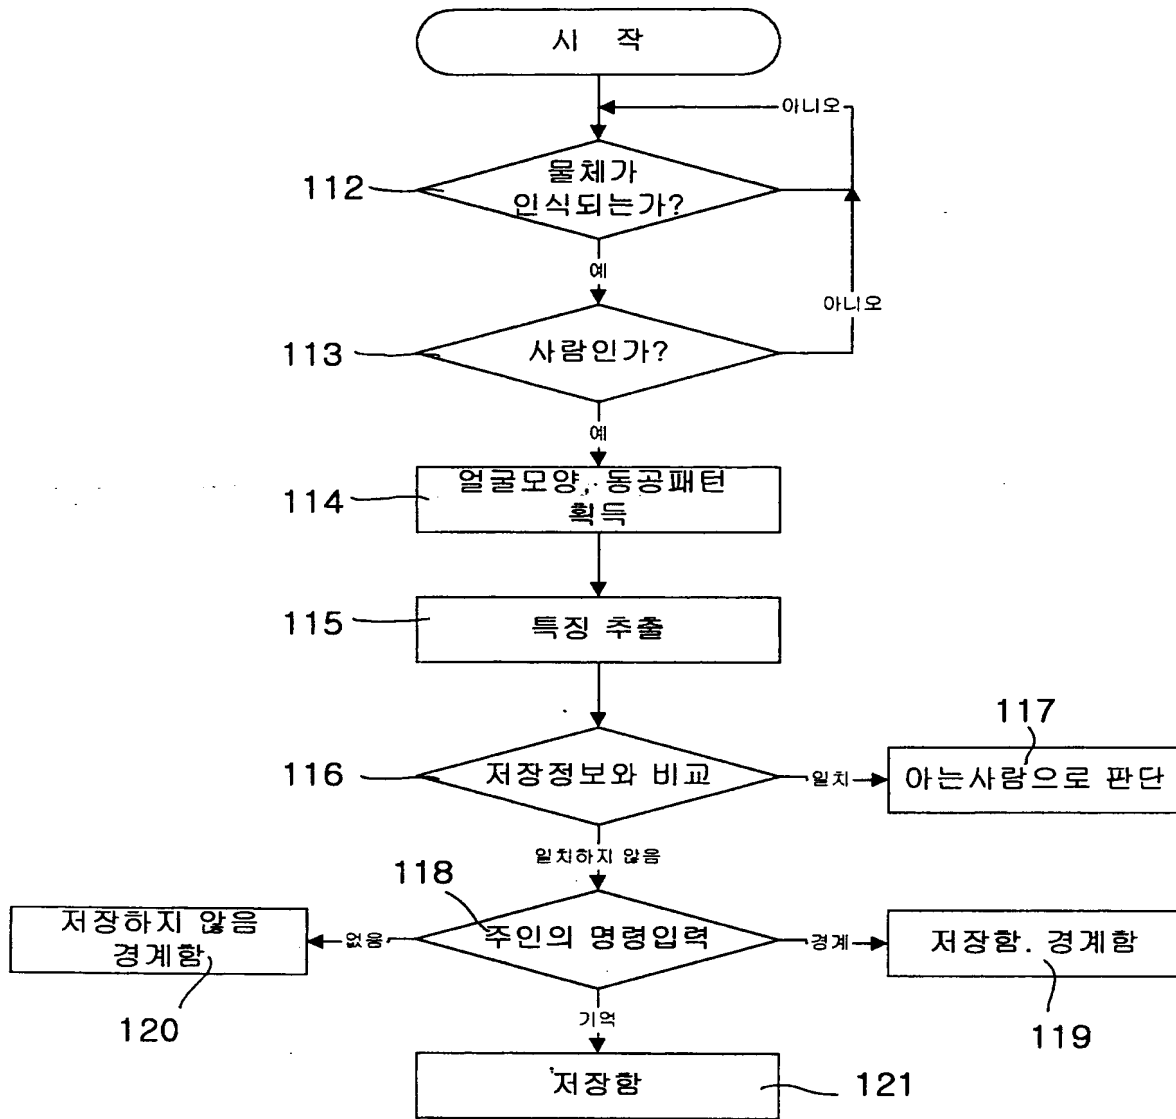 시 작
아니오
물체가
인식되는가?
112
예
아니오
사람인가?
113
예
얼굴모양, 동공패턴
획득
114
특징 추출
115
117
저장정보와 비교
116
일치
아는사람으로 판단
일치하지 않음
118
저장하지 않음
경계함
없음
주인의 명령입력
경계
저장함. 경계함
120
기억
119
저장함
121